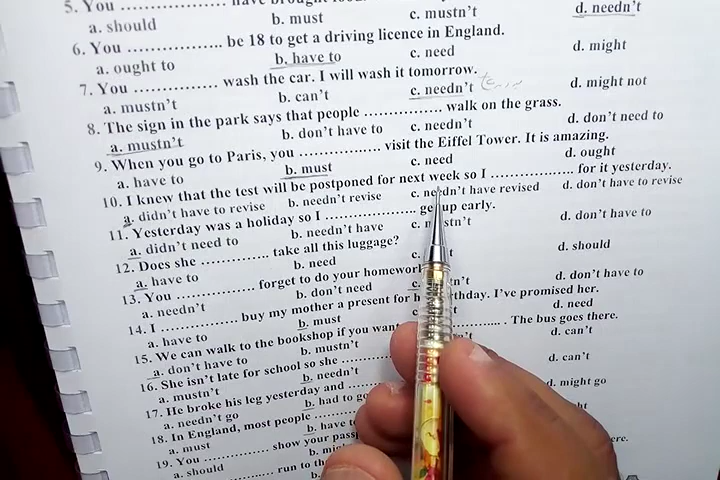 5. You ……………… have brought
a. should b. must c. mustn't d. needn't
6. You ……………… be 18 to get a driving licence in England.
a. ought to b. have to c. need d. might
7. You ……………… wash the car. I will wash it tomorrow.
a. mustn't b. can't c. needn't d. might not
8. The sign in the park says that people …………… walk on the grass.
a. mustn't b. don't have to c. needn't d. don't need to
9. When you go to Paris, you ……………… visit the Eiffel Tower. It is amazing.
a. have to b. must c. need d. ought
10. I knew that the test will be postponed for next week so I ……………… for it yesterday.
a. didn't have to revise b. needn't revise c. needn't have revised d. don't have to revise
11. Yesterday was a holiday so I ……………… get up early.
a. didn't need to b. needn't have c. mustn't d. don't have to
12. Does she …………… take all this luggage?
a. have to b. need c. d. should
13. You ……………… forget to do your homework
a. needn't b. don't need c. d. don't have to
14. I ……………… buy my mother a present for birthday. I've promised her.
a. have to b. must c. d. need
15. We can walk to the bookshop if you want ……… . The bus goes there.
a. don't have to b. mustn't d. can't
16. She isn't late for school so she …………
a. mustn't b. needn't d. can't
17. He broke his leg yesterday and ………
a. needn't go b. had to go d. might go
18. In England, most people …………
a. must b. have
19. You …………… show your
a. should b.
………… run to